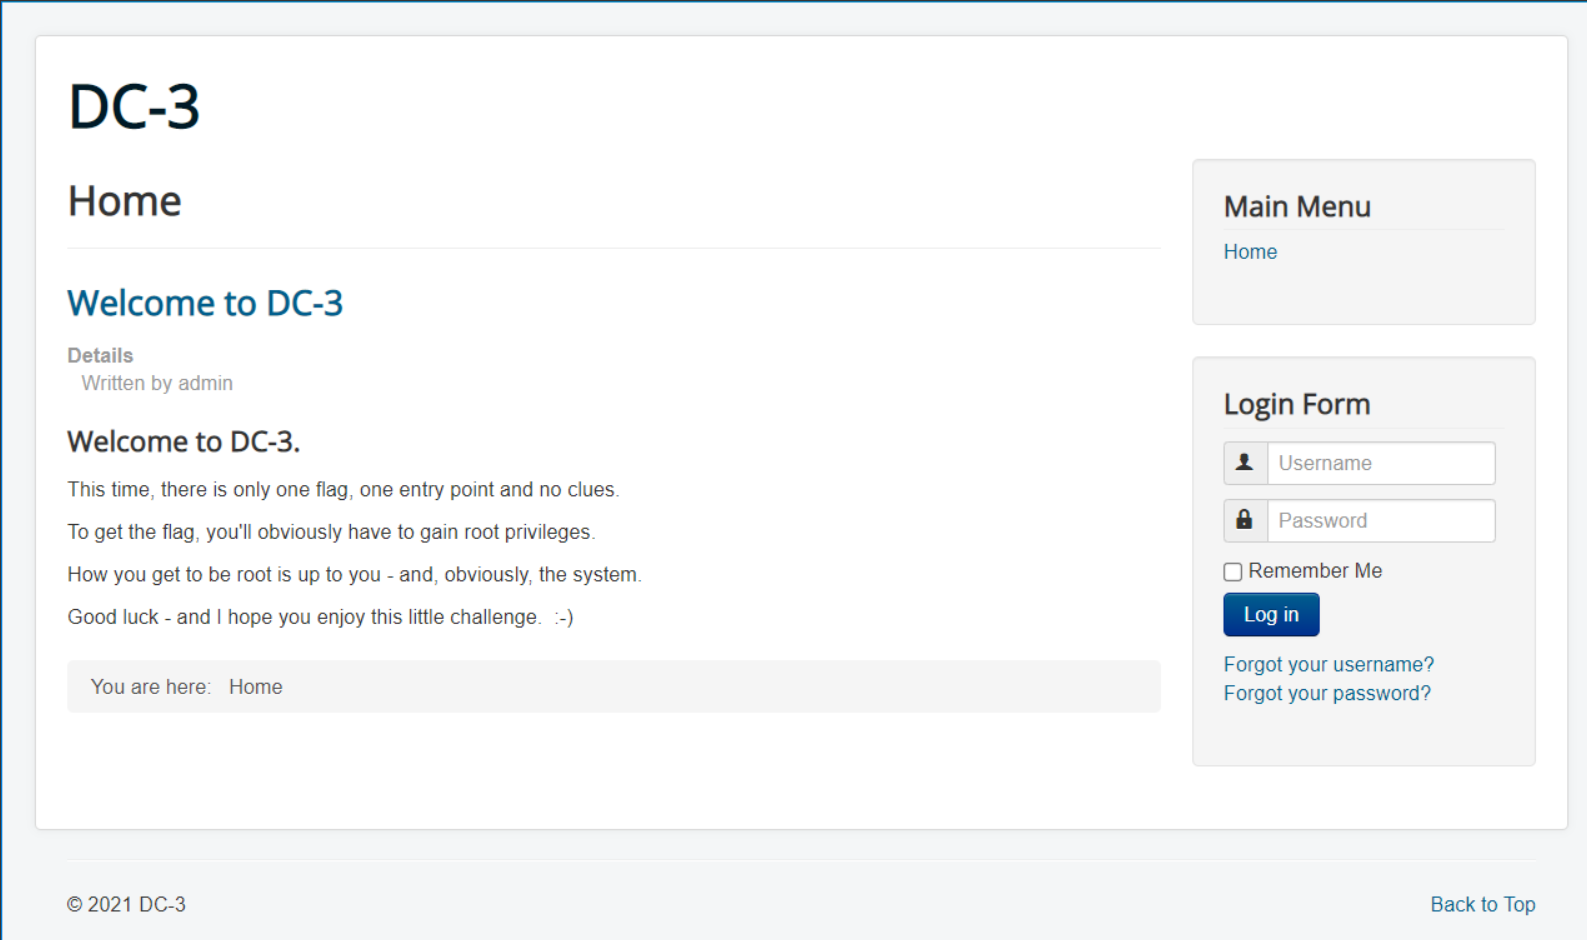 DC-3
Home
Welcome to DC-3
Details
Written by admin
Welcome to DC-3.
This time, there is only one flag, one entry point and no clues.
To get the flag, you'll obviously have to gain root privileges.
How you get to be root is up to you - and, obviously, the system.
Good luck - and I hope you enjoy this little challenge.  :-)
You are here: Home
Main Menu
Home
Login Form
Username
Password
Remember Me
Log in
Forgot your username?
Forgot your password?
© 2021 DC-3
Back to Top